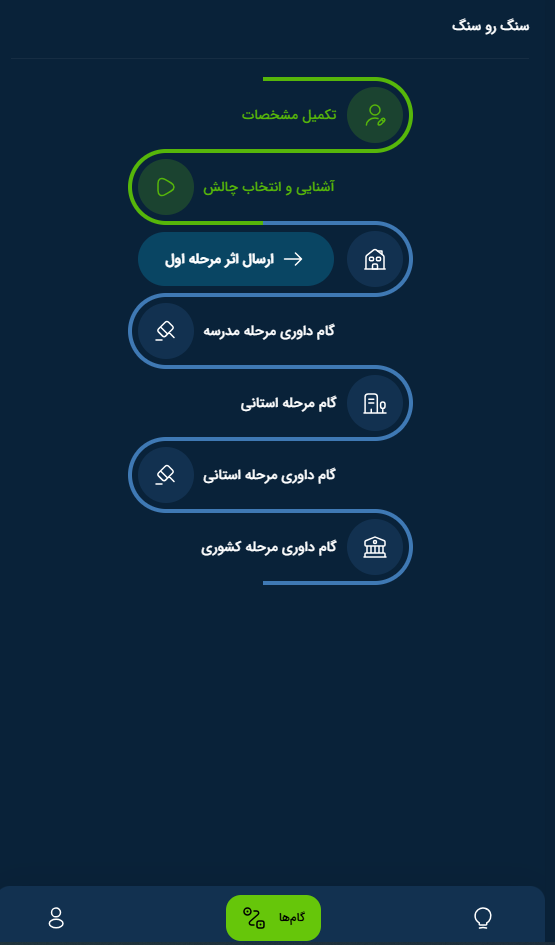 سنگ رو سنگ
تکمیل مشخصات
آشنایی و انتخاب چالش
ارسال اثر مرحله اول
گام داوری مرحله مدرسه
گام مرحله استانی
گام داوری مرحله استانی
گام داوری مرحله کشوری
گام‌ها